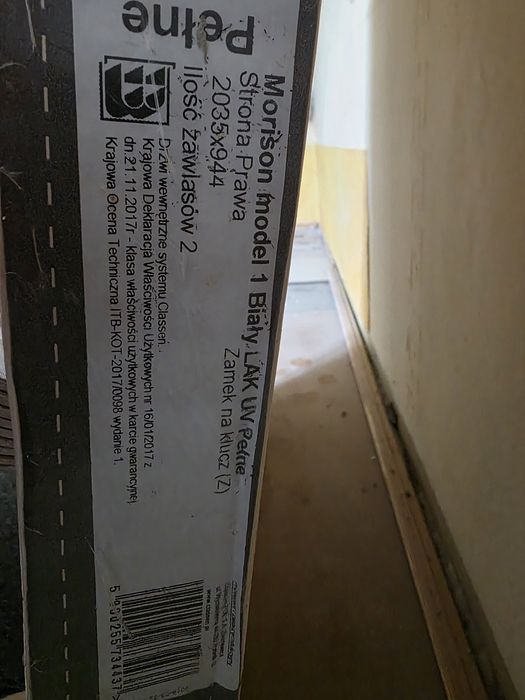 Pełne
Morison model 1 Biały LAK UV Pełne
Strona Prawa
Zamek na klucz (Z)
2035x944
Ilość zawiasów 2
Drzwi wewnętrzne systemu Classen.
Krajowa Deklaracja Właściwości Użytkowych nr 16/01/2017 z
dn 21.11.2017r - klasa właściwości użytkowych w karcie gwarancyjnej
Krajowa Ocena Techniczna ITB-KOT-2017/0098 wydanie 1.